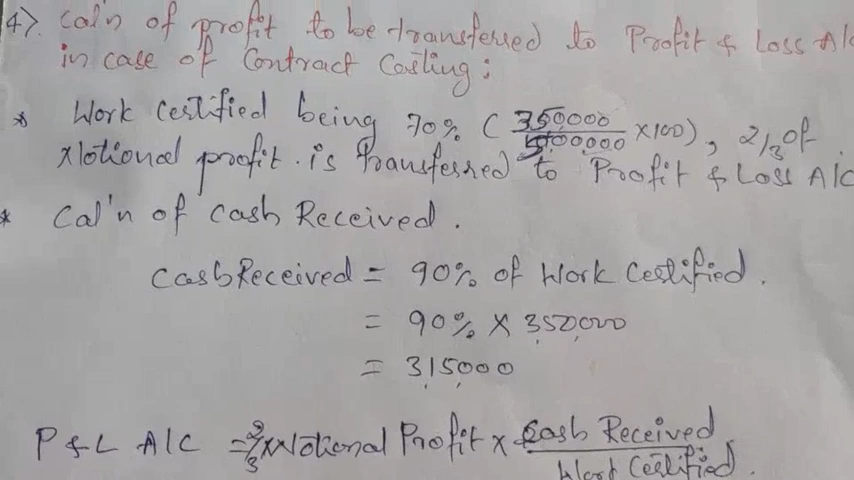 4). Cal'n of profit to be transferred to Profit & Loss A/c
in case of Contract Costing:
* Work Certified being 70% (350000/500000 ×100), 2/3 of
Notional profit is transferred to Profit & Loss A/C
* Cal'n of Cash Received.
Cash Received = 90% of Work Certified.
= 90% × 350000
= 315000
P & L A/C = 2/3 × Notional Profit × Cash Received / Work Certified.